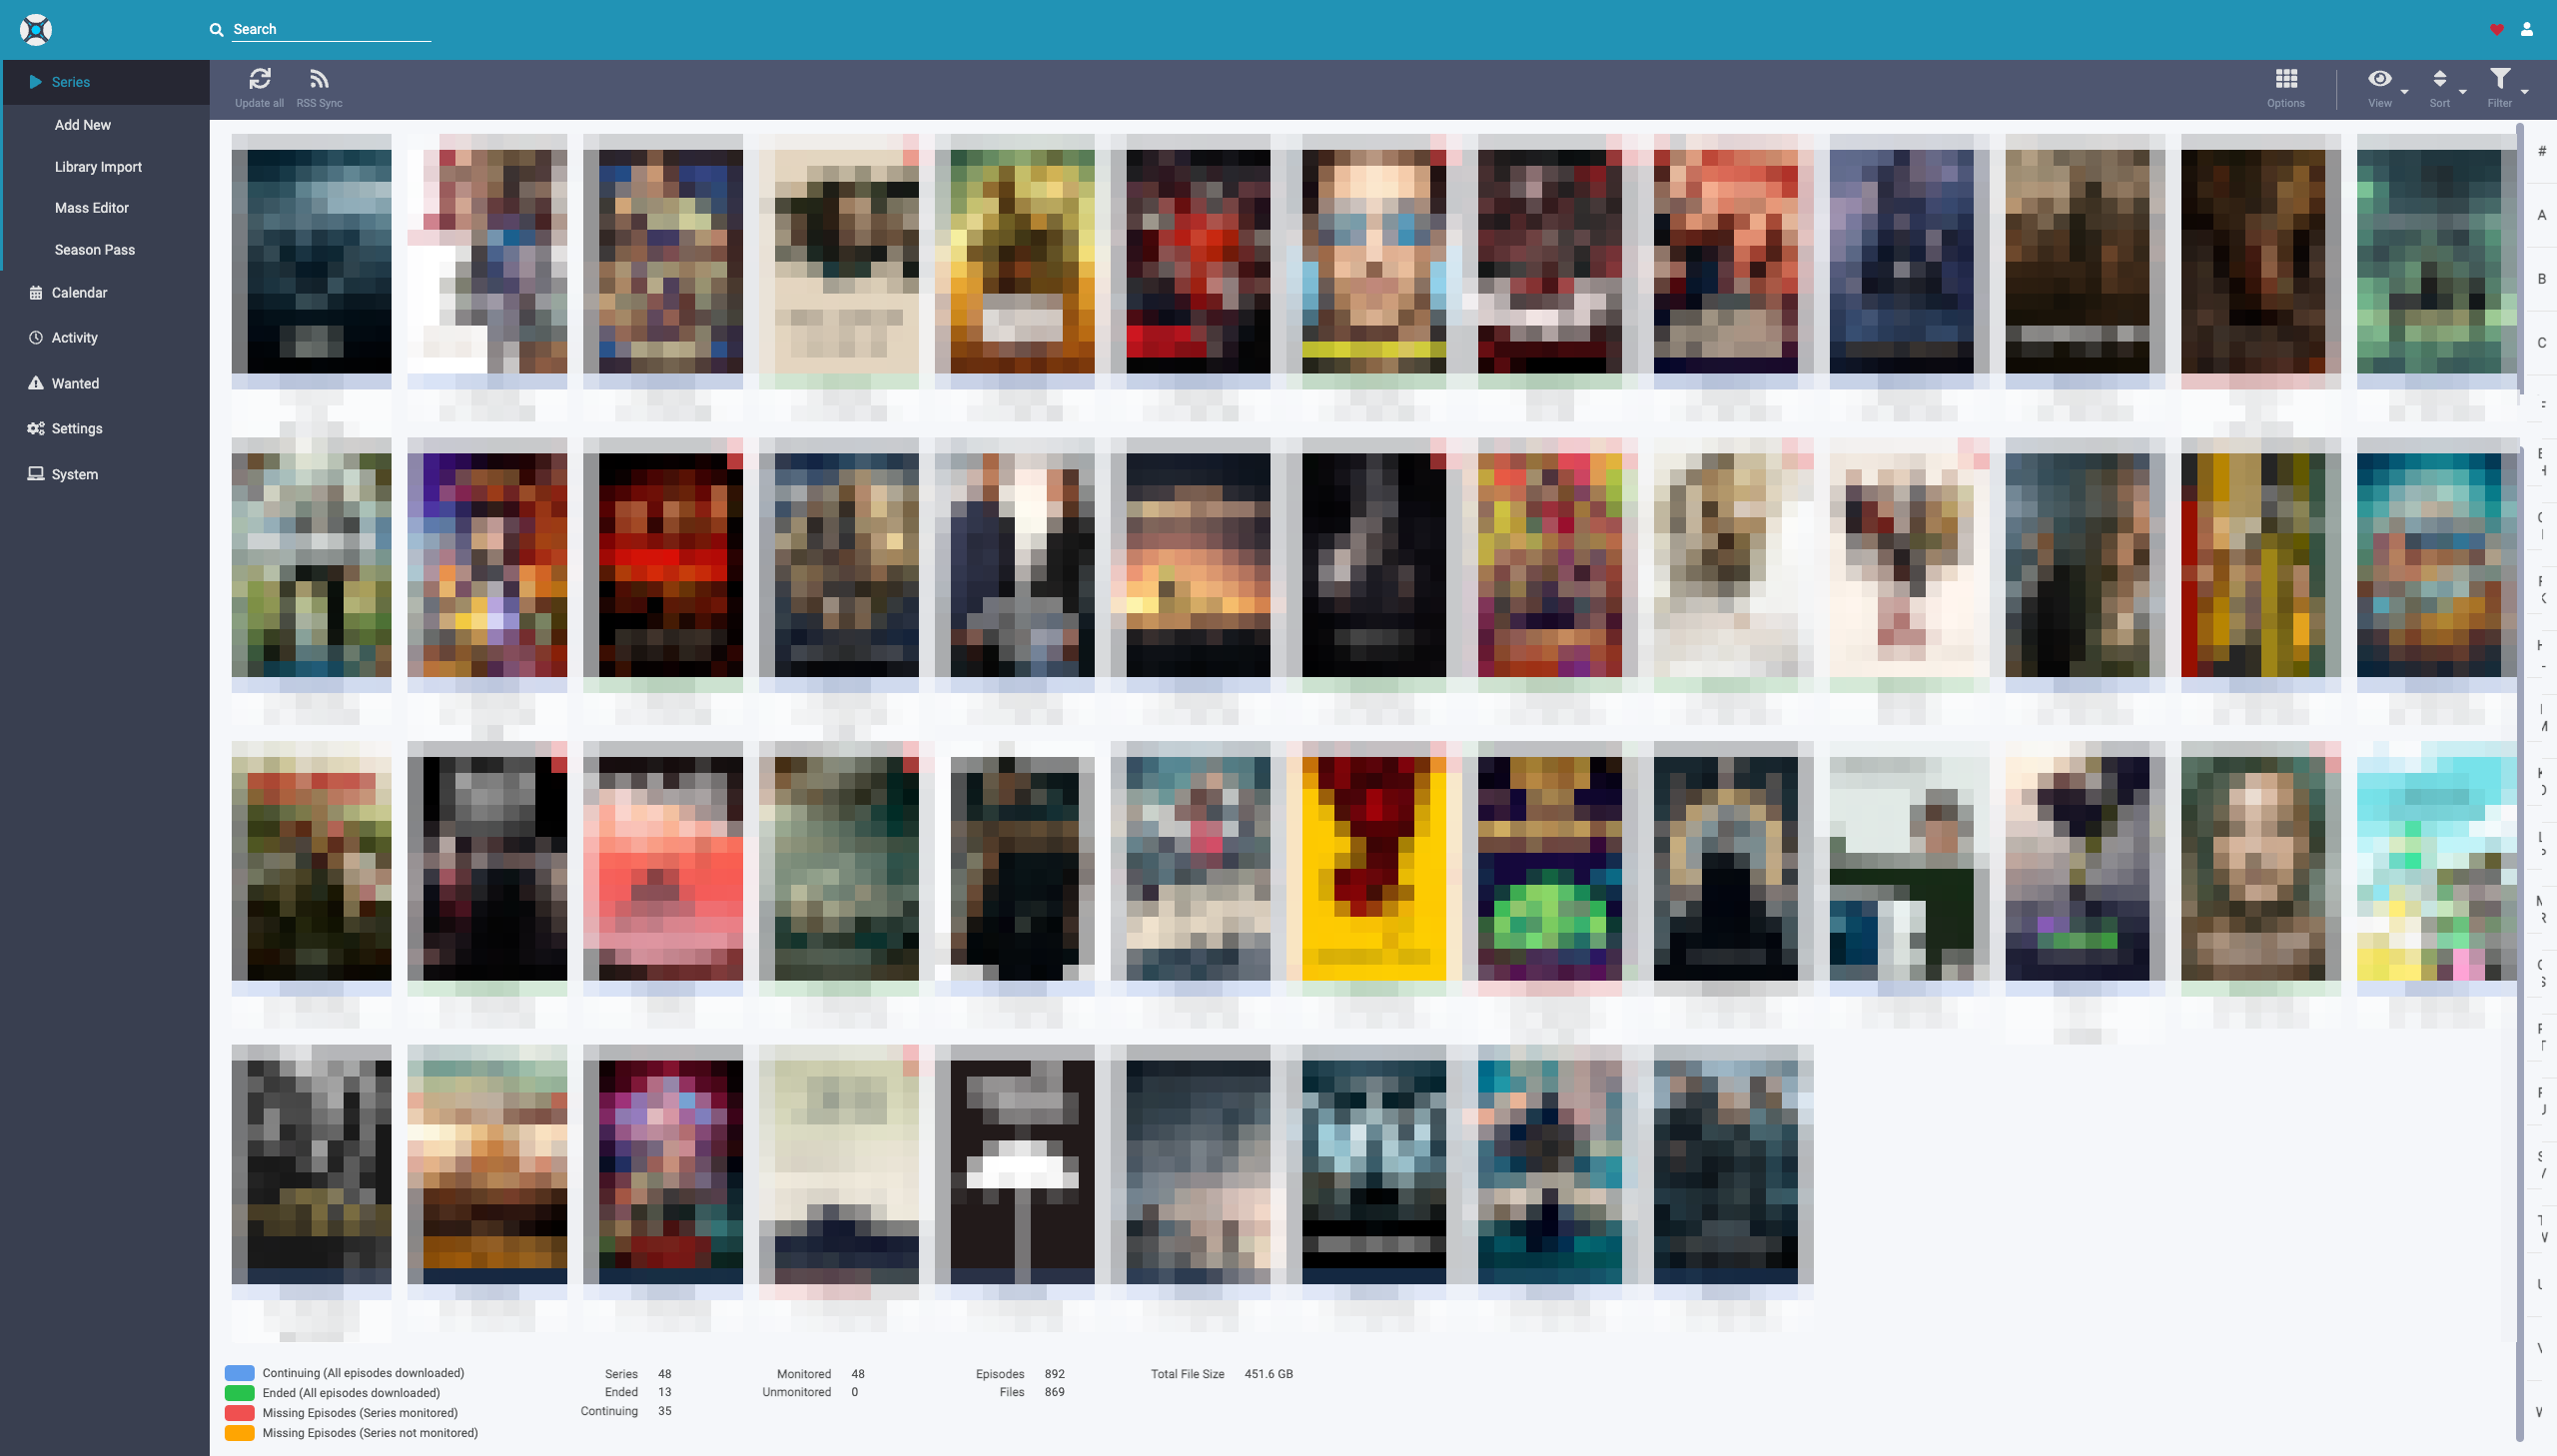 Search
Series
Add New
Library Import
Mass Editor
Season Pass
Calendar
Activity
Wanted
Settings
System
Update all
RSS Sync
Options
View
Sort
Filter
#
A
B
C
Continuing (All episodes downloaded)
Ended (All episodes downloaded)
Missing Episodes (Series monitored)
Missing Episodes (Series not monitored)
Series 48
Ended 13
Continuing 35
Monitored 48
Unmonitored 0
Episodes 892
Files 869
Total File Size 451.6 GB